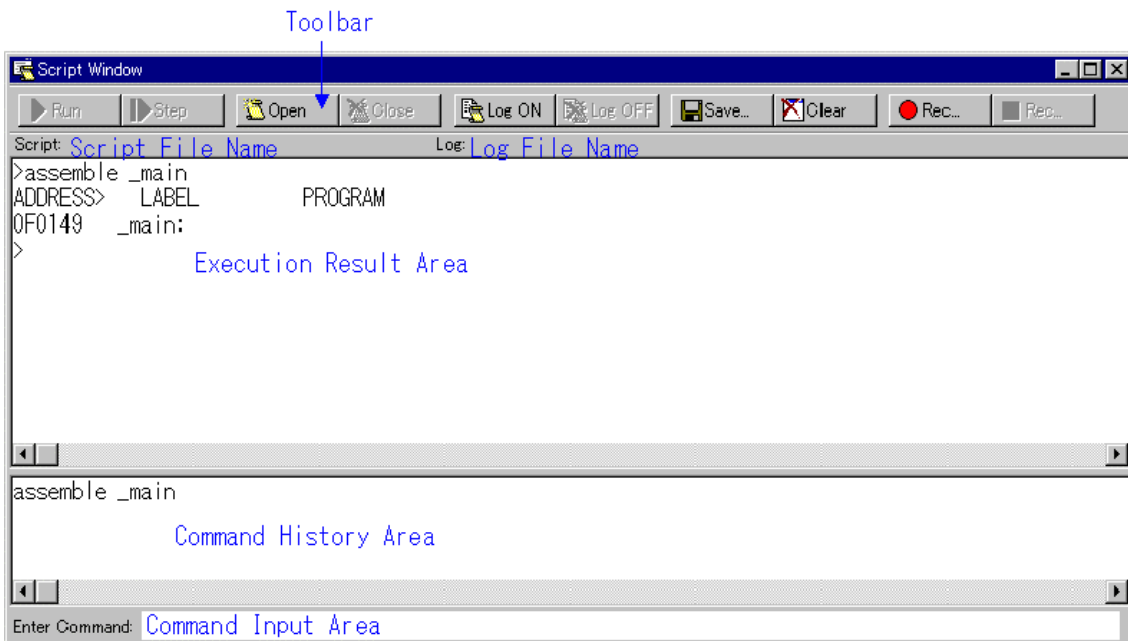 Toolbar
Script Window
Run Step Open Close Log ON Log OFF Save... Clear Rec... Rec...
Script: Script File Name Log: Log File Name
>assemble _main
ADDRESS> LABEL PROGRAM
0F0149 _main:
>
Execution Result Area
assemble _main
Command History Area
Enter Command: Command Input Area